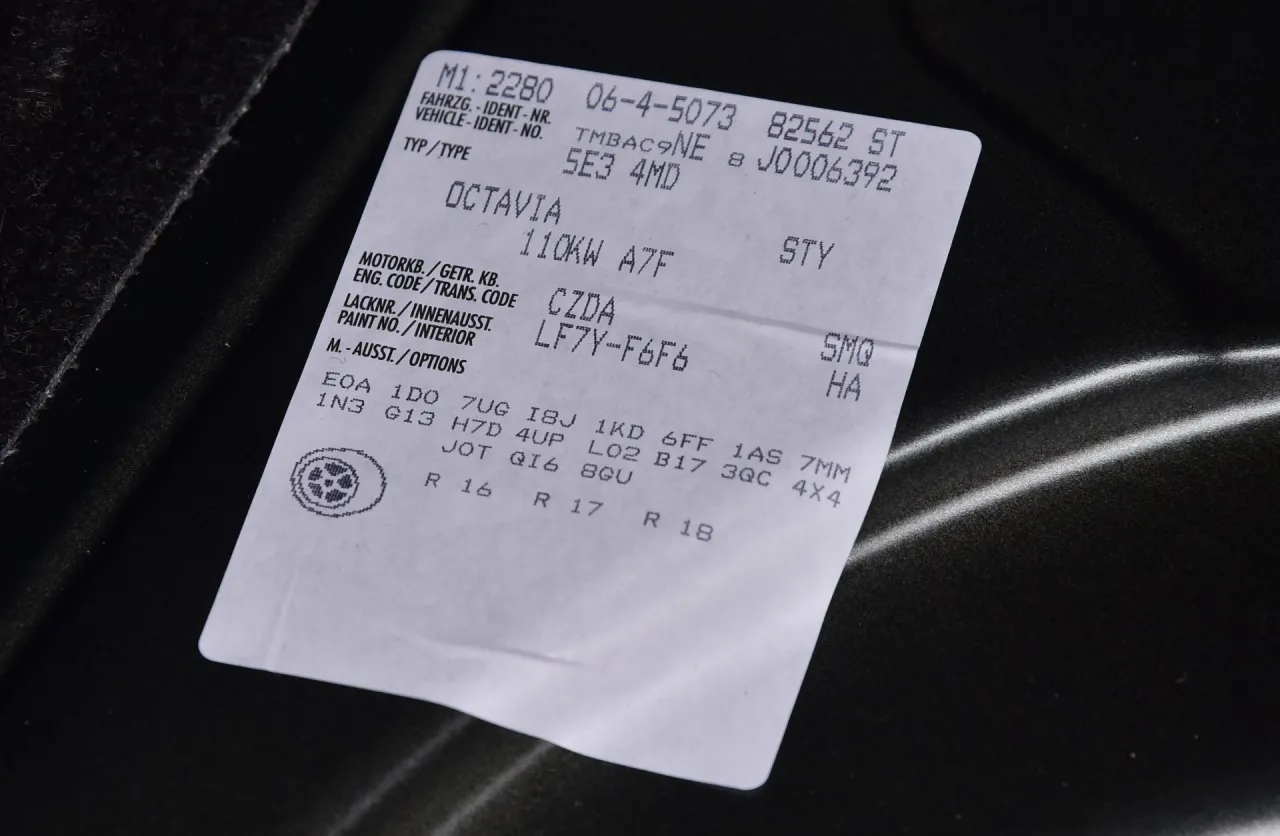 M1: 2280 06-4-5073 82562 ST
FAHRZG. - IDENT - NR.
VEHICLE - IDENT - NO. TMBAC9NE 8 J0006392
TYP / TYPE 5E3 4MD
OCTAVIA
110KW A7F STY
MOTORKB. / GETR. KB.
ENG. CODE / TRANS. CODE CZDA SMQ
LACKNR. / INNENAUSST.
PAINT NO. / INTERIOR LF7Y-F6F6 HA
M. - AUSST. / OPTIONS
E0A 1D0 7UG I8J 1KD 6FF 1AS 7MM
1N3 G13 H7D 4UP L02 B17 3QC 4X4
J0T QI6 8GU
R 16 R 17 R 18